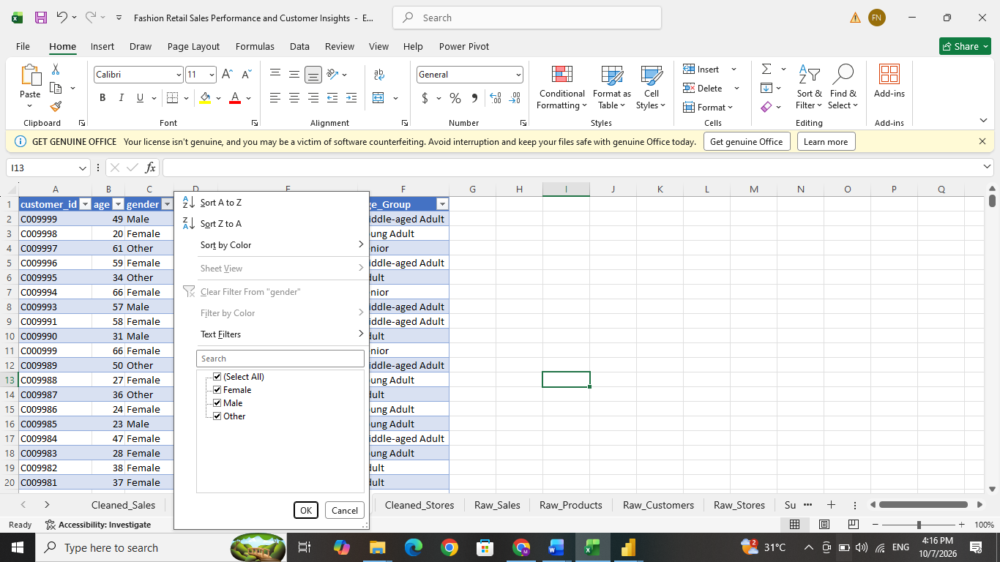 Fashion Retail Sales Performance and Customer Insights - E...
Search
FN
File Home Insert Draw Page Layout Formulas Data Review View Help Power Pivot
Share
Paste
Calibri
11
B I U
General
Conditional Formatting
Format as Table
Cell Styles
Insert
Delete
Format
Sort & Filter
Find & Select
Add-ins
Clipboard Font Alignment Number Styles Cells Editing Add-ins
GET GENUINE OFFICE Your license isn't genuine, and you may be a victim of software counterfeiting. Avoid interruption and keep your files safe with genuine Office today. Get genuine Office Learn more
I13
fx
A B C D E F G H I J K L M N O P Q
1 customer_id age gender ge_Group
2 C009999 49 Male iddle-aged Adult
3 C009998 20 Female ung Adult
4 C009997 61 Other nior
5 C009996 59 Female iddle-aged Adult
6 C009995 34 Other dult
7 C009994 66 Female nior
8 C009993 57 Male iddle-aged Adult
9 C009991 58 Female iddle-aged Adult
10 C009990 31 Male dult
11 C000999 66 Female nior
12 C009989 50 Other iddle-aged Adult
13 C009988 27 Female ung Adult
14 C009987 36 Other dult
15 C009986 24 Female ung Adult
16 C009985 23 Male ung Adult
17 C009984 47 Female iddle-aged Adult
18 C009983 28 Female ung Adult
19 C009982 38 Female dult
20 C009981 37 Female dult
Sort A to Z
Sort Z to A
Sort by Color
Sheet View
Clear Filter From "gender"
Filter by Color
Text Filters
Search
(Select All)
Female
Male
Other
OK Cancel
Cleaned_Sales Cleaned_Stores Raw_Sales Raw_Products Raw_Customers Raw_Stores Su
Ready Accessibility: Investigate 100%
Type here to search
31°C
ENG
4:16 PM
10/7/2026